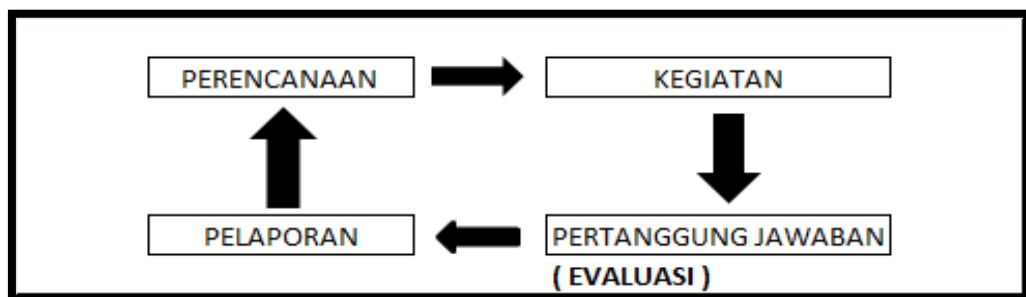 PERENCANAAN
KEGIATAN
PELAPORAN
PERTANGGUNG JAWABAN
( EVALUASI )